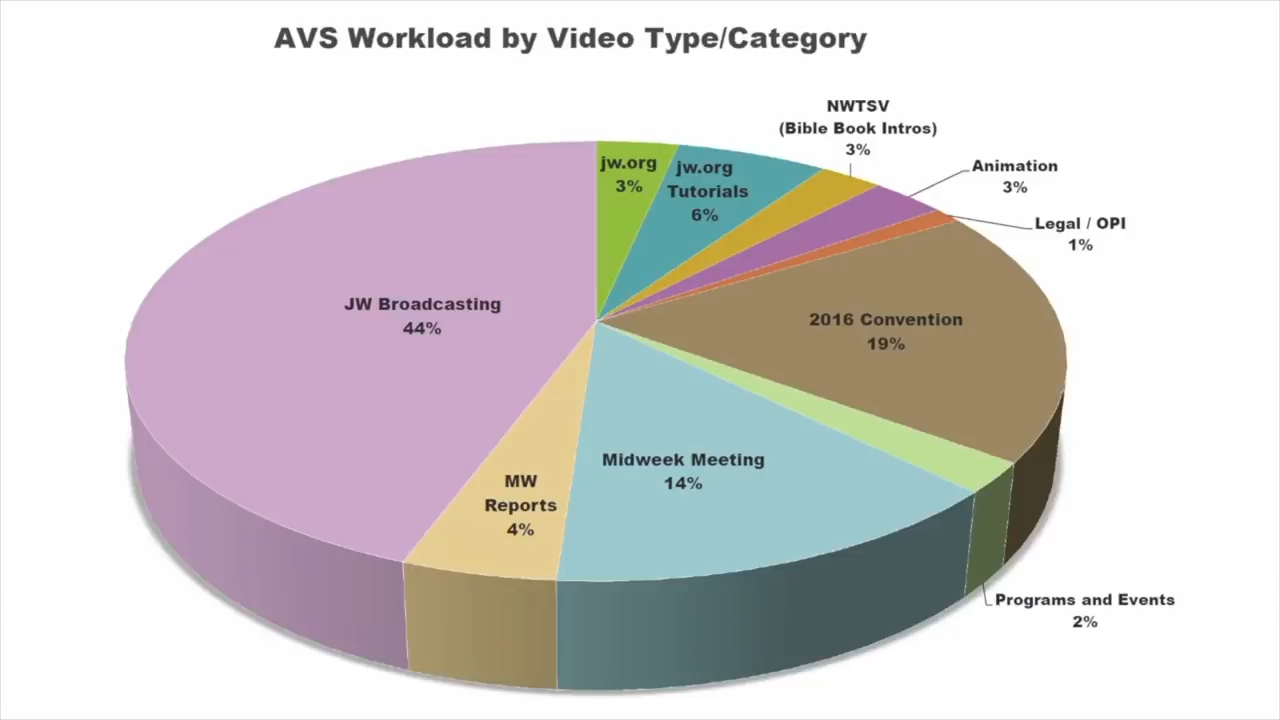 AVS Workload by Video Type/Category
jw.org
3%
jw.org
Tutorials
6%
NWTSV
(Bible Book Intros)
3%
Animation
3%
Legal / OPI
1%
2016 Convention
19%
Programs and Events
2%
Midweek Meeting
14%
MW
Reports
4%
JW Broadcasting
44%